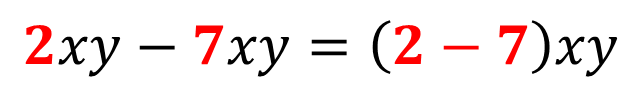 2xy − 7xy = (2 − 7)xy